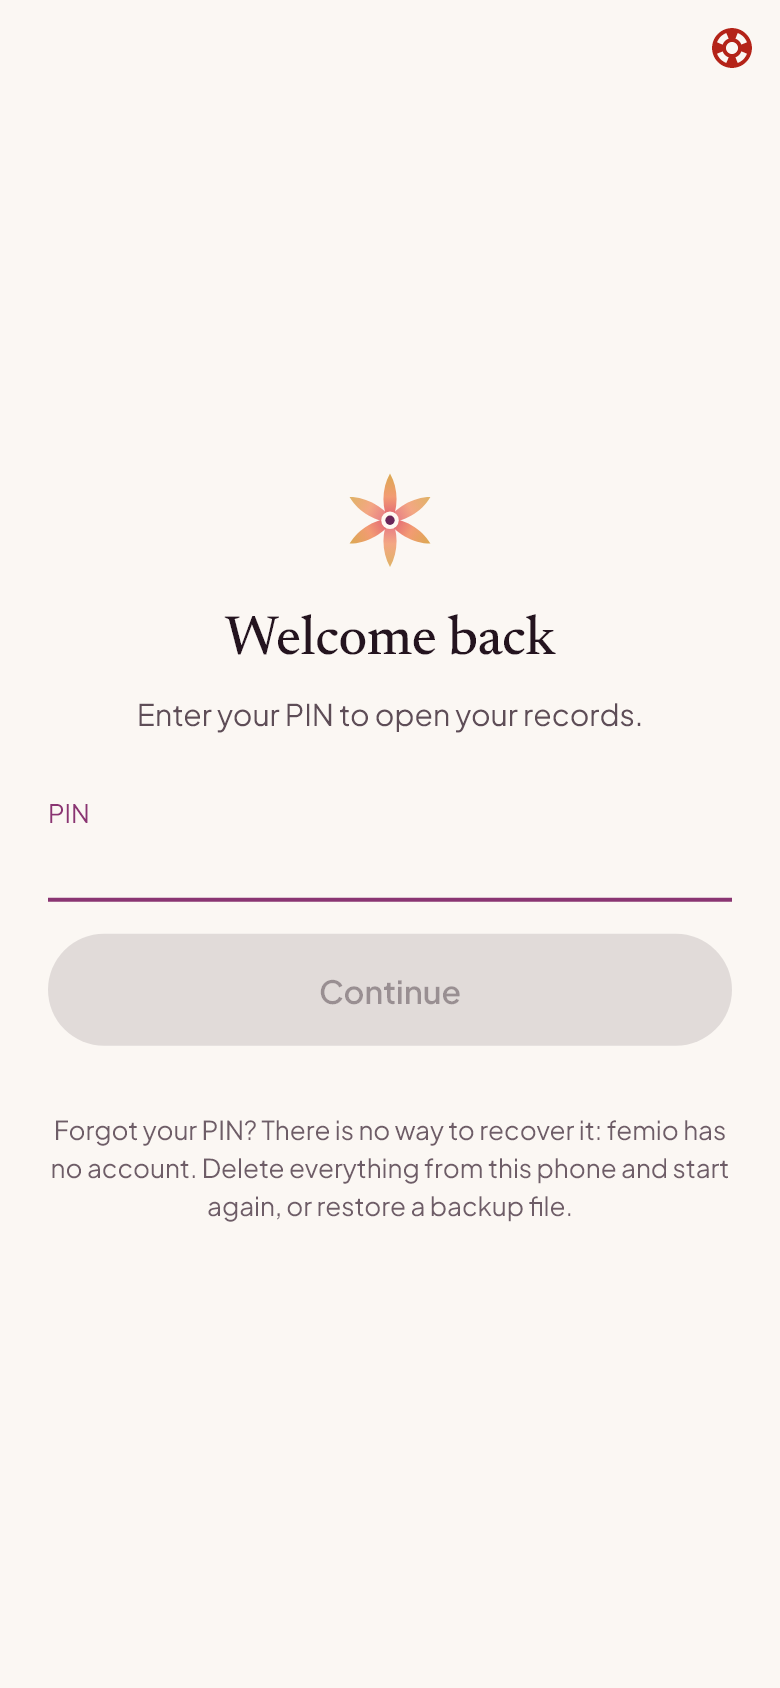 Welcome back
Enter your PIN to open your records.
PIN
Continue
Forgot your PIN? There is no way to recover it: femio has
no account. Delete everything from this phone and start
again, or restore a backup file.